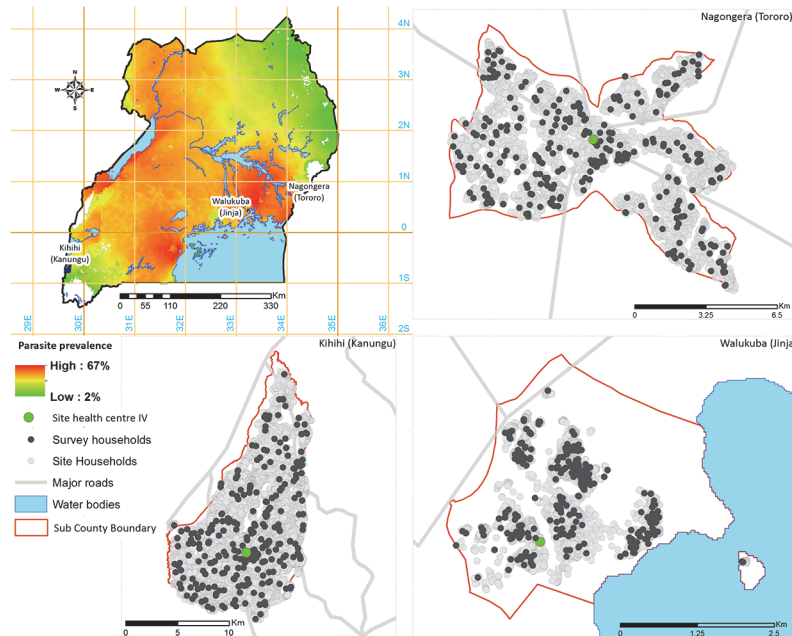 4N
3N
2N
1N
0
1S
2S
N
W E
S
Nagongera
(Tororo)
Walukuba
(Jinja)
Kihihi
(Kanungu)
Km
0 55 110 220 330
29E 30E 31E 32E 33E 34E 35E 36E
Nagongera (Tororo)
Km
0 3.25 6.5
Parasite prevalence
High : 67%
Low : 2%
Site health centre IV
Survey households
Site Households
Major roads
Water bodies
Sub County Boundary
Kihihi (Kanungu)
Km
0 5 10
Walukuba (Jinja
Km
0 1.25 2.5